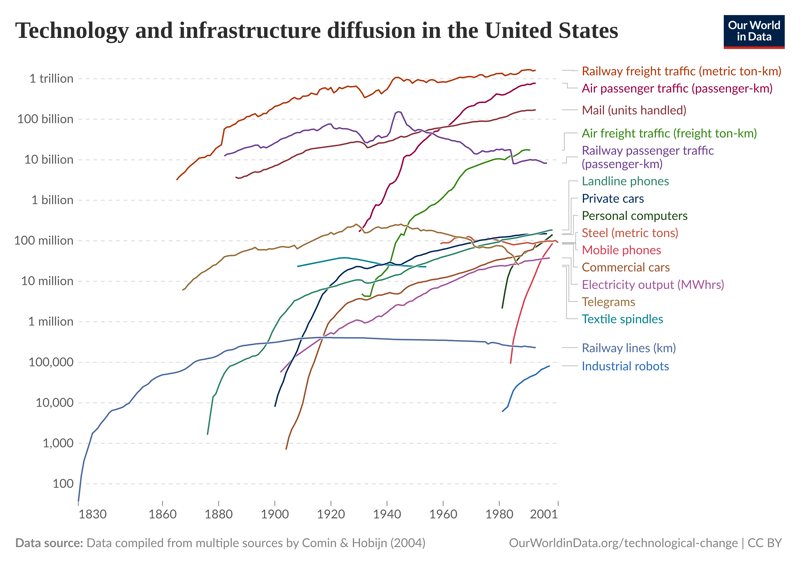 Technology and infrastructure diffusion in the United States
Our World
in Data
1 trillion
100 billion
10 billion
1 billion
100 million
10 million
1 million
100,000
10,000
1,000
100
1830
1860
1880
1900
1920
1940
1960
1980
2001
Railway freight traffic (metric ton-km)
Air passenger traffic (passenger-km)
Mail (units handled)
Air freight traffic (freight ton-km)
Railway passenger traffic
(passenger-km)
Landline phones
Private cars
Personal computers
Steel (metric tons)
Mobile phones
Commercial cars
Electricity output (MWhrs)
Telegrams
Textile spindles
Railway lines (km)
Industrial robots
Data source: Data compiled from multiple sources by Comin & Hobijn (2004)
OurWorldinData.org/technological-change | CC BY